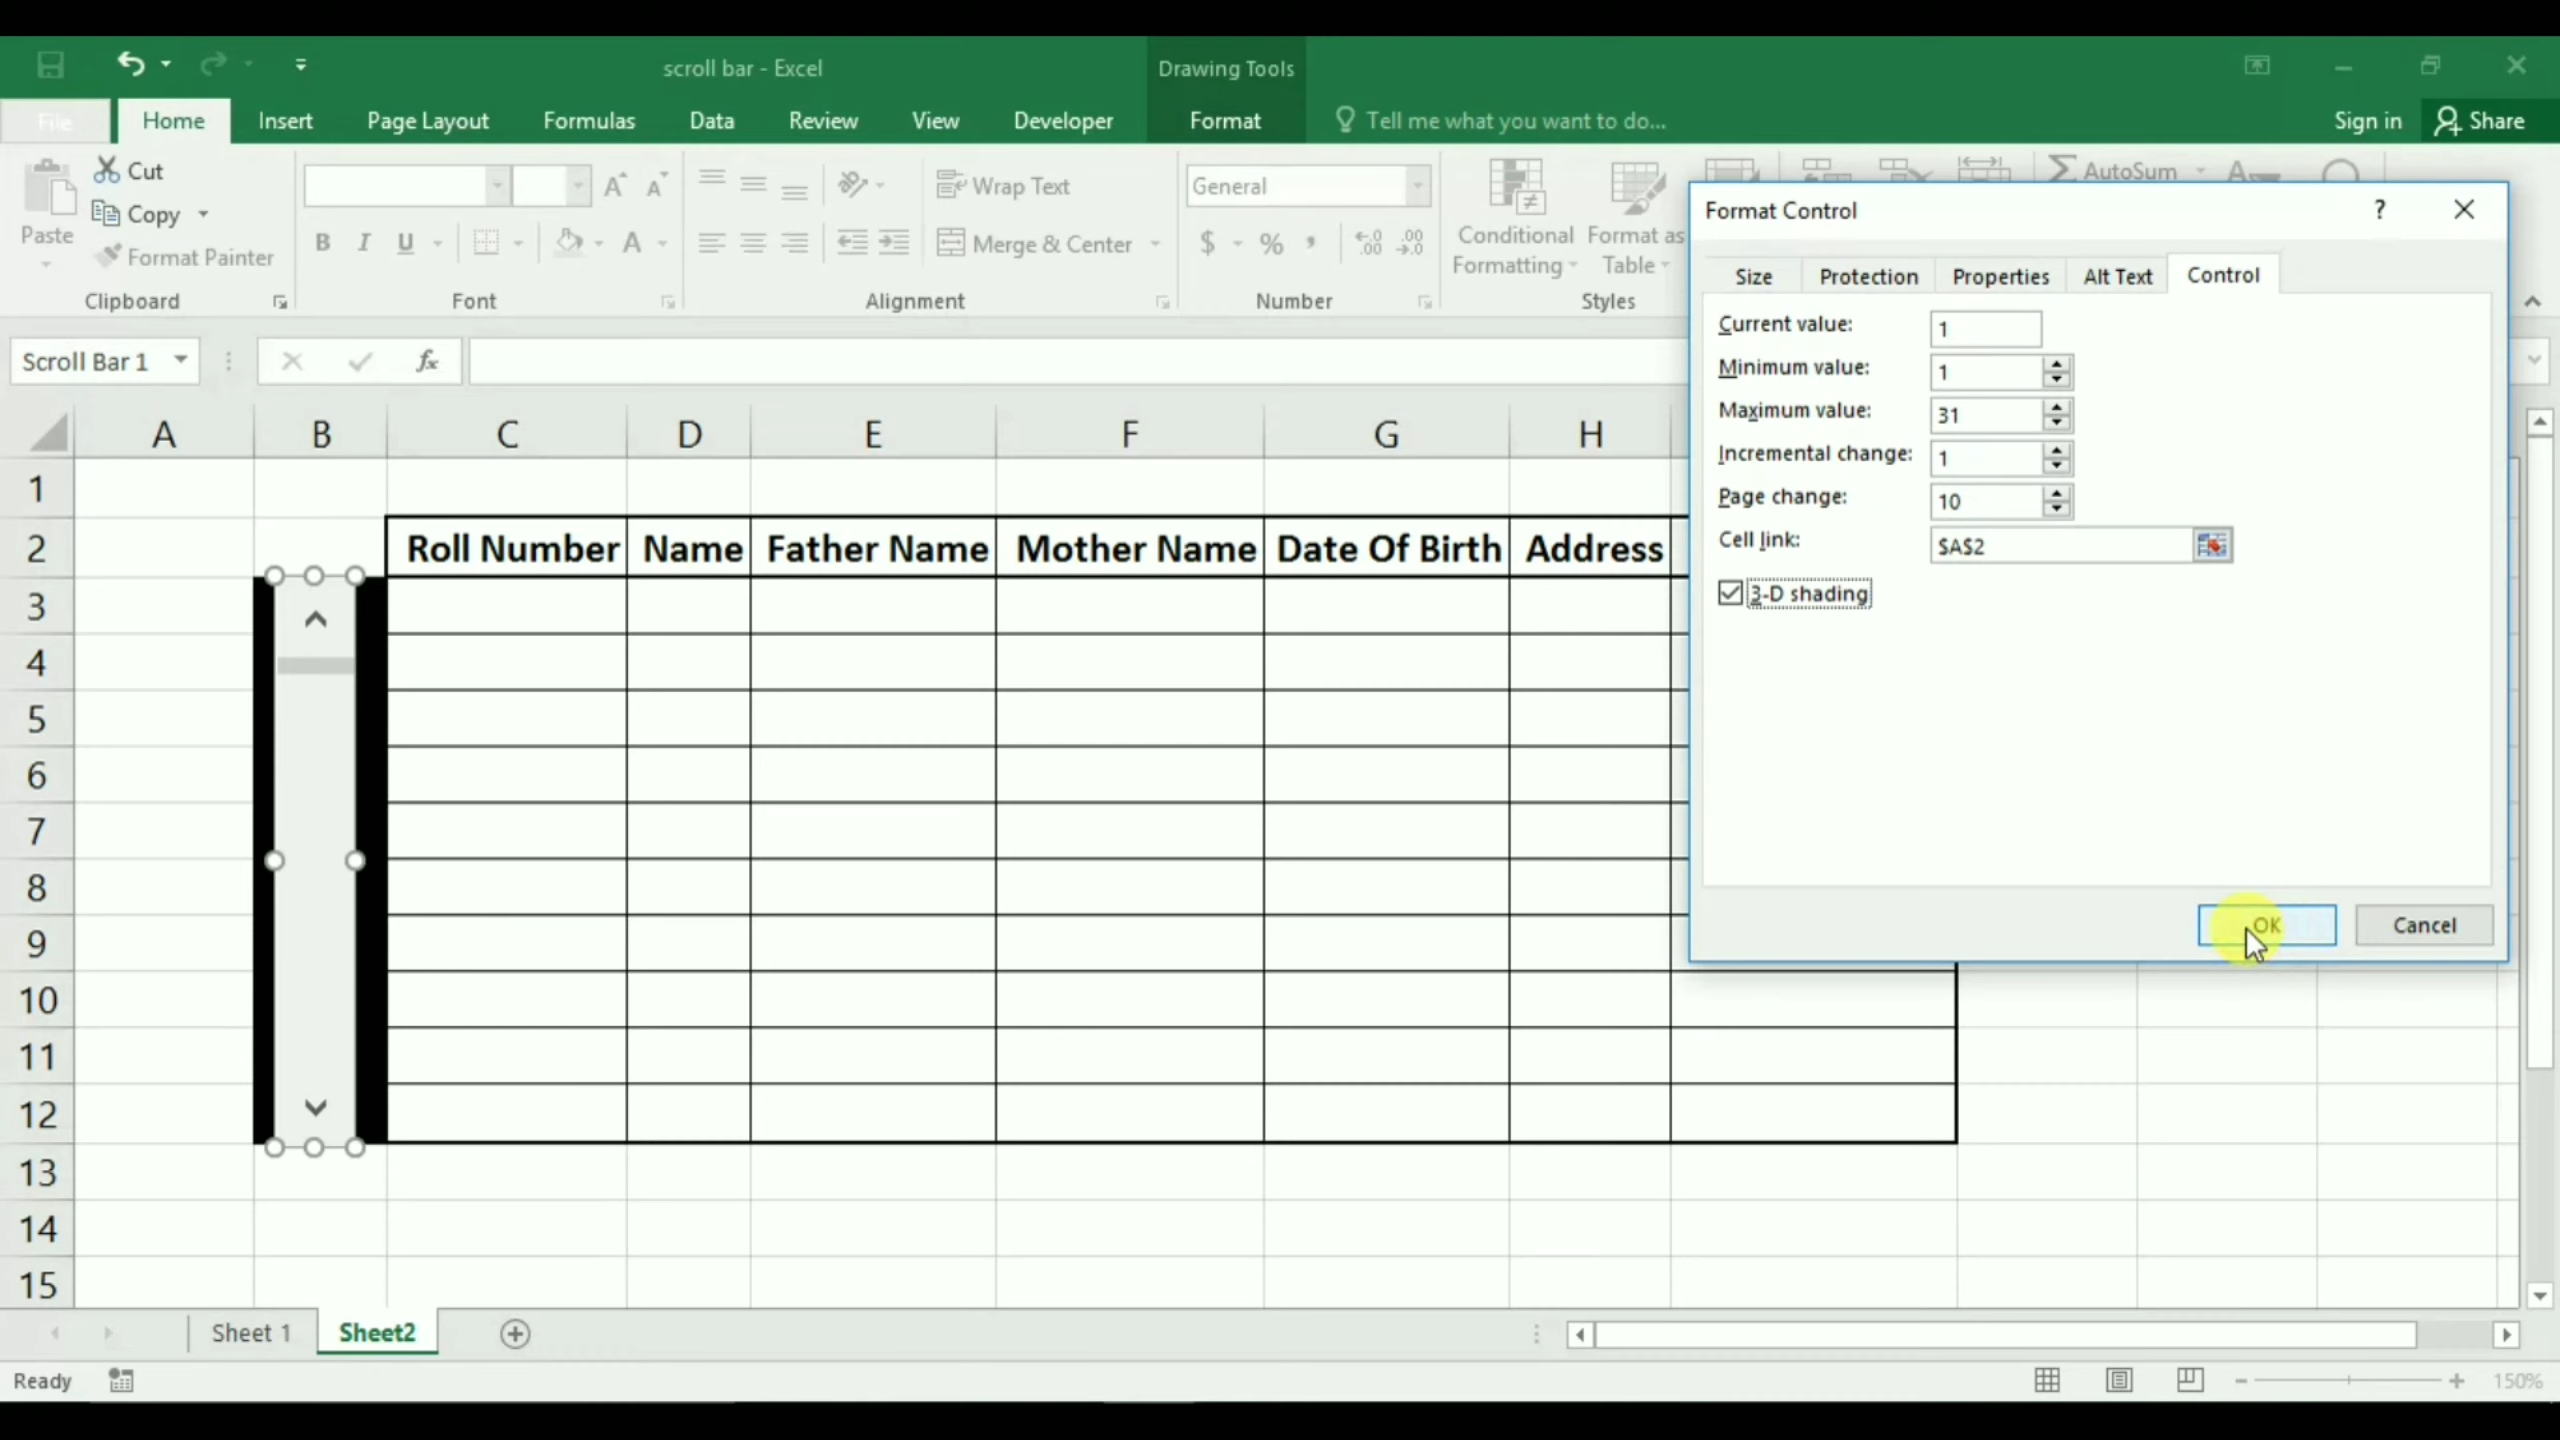 scroll bar - Excel
Drawing Tools
File
Home
Insert
Page Layout
Formulas
Data
Review
View
Developer
Format
Tell me what you want to do...
Sign in
Share
Paste
Cut
Copy
Format Painter
Clipboard
B I U
A
Font
Wrap Text
Merge & Center
Alignment
General
$ % ,
Number
Conditional
Formatting
Format as
Table
Styles
AutoSum
Scroll Bar 1
fx
A B C D E F G H
1
2 Roll Number Name Father Name Mother Name Date Of Birth Address
3
4
5
6
7
8
9
10
11
12
13
14
15
Format Control
?
Size
Protection
Properties
Alt Text
Control
Current value: 1
Minimum value: 1
Maximum value: 31
Incremental change: 1
Page change: 10
Cell link: $A$2
3-D shading
OK
Cancel
Sheet 1
Sheet2
Ready
150%